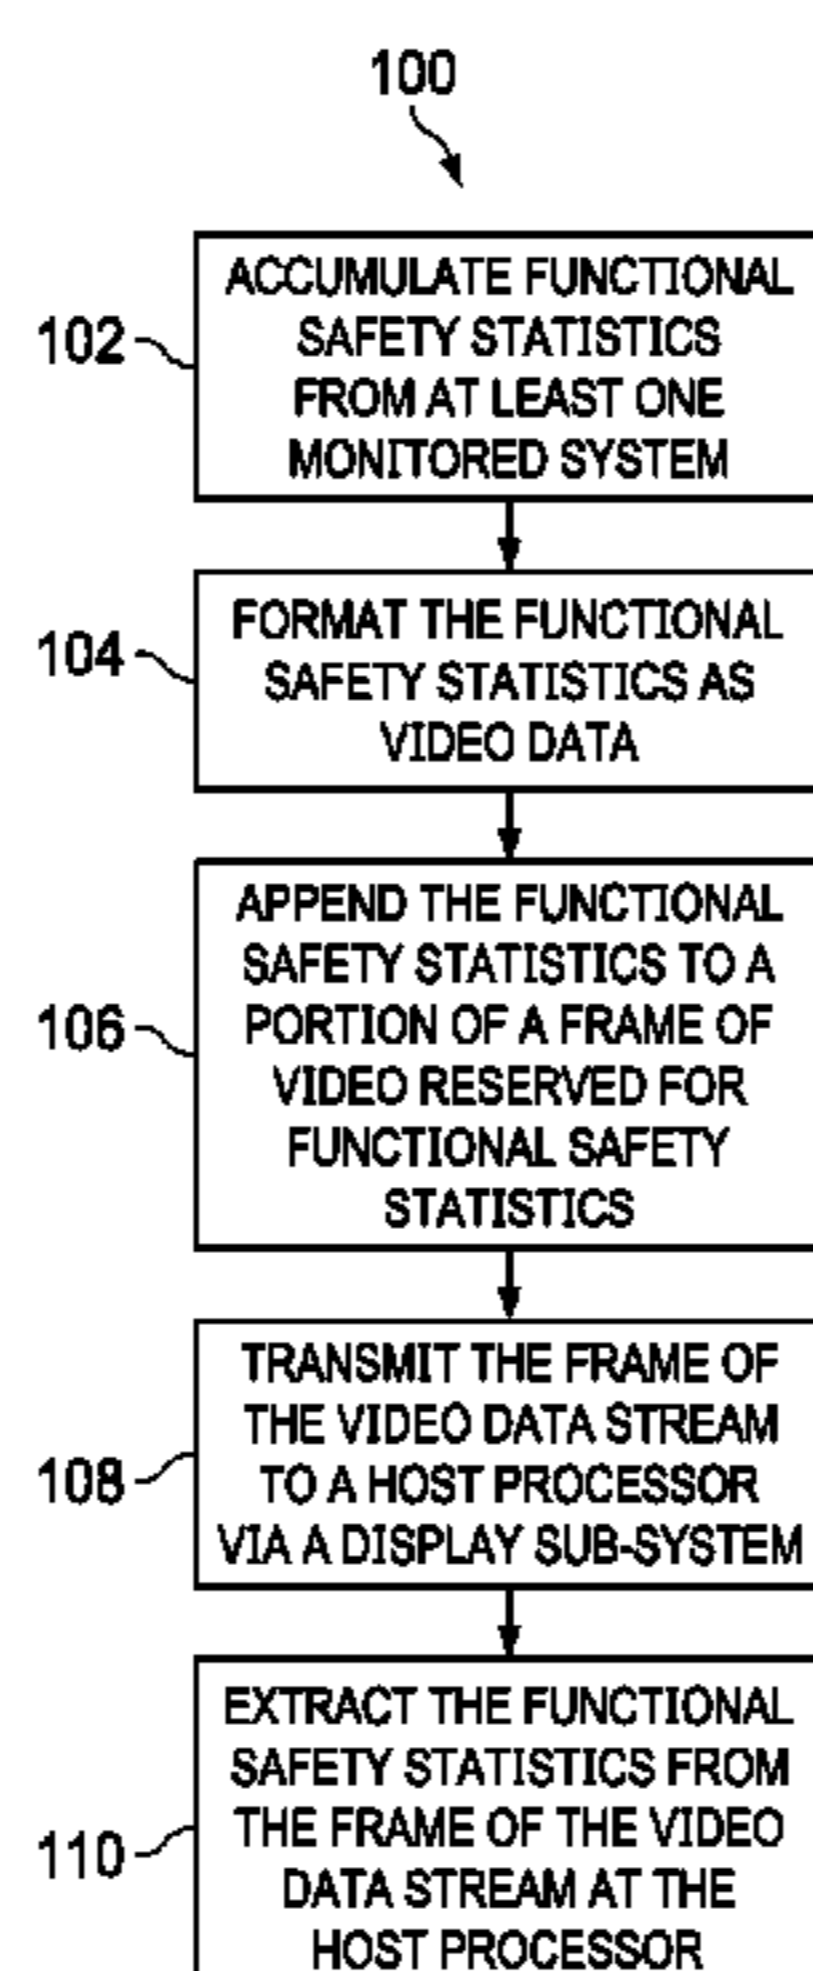 100
102
ACCUMULATE FUNCTIONAL
SAFETY STATISTICS
FROM AT LEAST ONE
MONITORED SYSTEM
104
FORMAT THE FUNCTIONAL
SAFETY STATISTICS AS
VIDEO DATA
106
APPEND THE FUNCTIONAL
SAFETY STATISTICS TO A
PORTION OF A FRAME OF
VIDEO RESERVED FOR
FUNCTIONAL SAFETY
STATISTICS
108
TRANSMIT THE FRAME OF
THE VIDEO DATA STREAM
TO A HOST PROCESSOR
VIA A DISPLAY SUB-SYSTEM
110
EXTRACT THE FUNCTIONAL
SAFETY STATISTICS FROM
THE FRAME OF THE VIDEO
DATA STREAM AT THE
HOST PROCESSOR